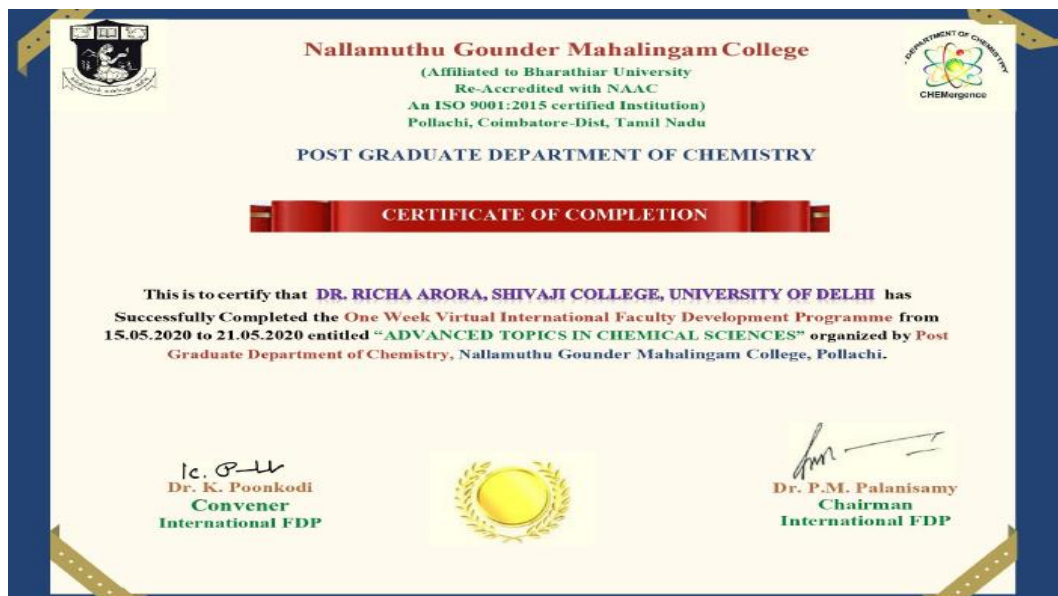 Nallamuthu Gounder Mahalingam College
(Affiliated to Bharathiar University
Re-Accredited with NAAC
An ISO 9001:2015 certified Institution)
Pollachi, Coimbatore-Dist, Tamil Nadu
DEPARTMENT OF CHEMISTRY
CHEMergence
POST GRADUATE DEPARTMENT OF CHEMISTRY
CERTIFICATE OF COMPLETION
This is to certify that DR. RICHA ARORA, SHIVAJI COLLEGE, UNIVERSITY OF DELHI has
Successfully Completed the One Week Virtual International Faculty Development Programme from
15.05.2020 to 21.05.2020 entitled “ADVANCED TOPICS IN CHEMICAL SCIENCES” organized by Post
Graduate Department of Chemistry, Nallamuthu Gounder Mahalingam College, Pollachi.
Dr. K. Poonkodi
Convener
International FDP
Dr. P.M. Palanisamy
Chairman
International FDP